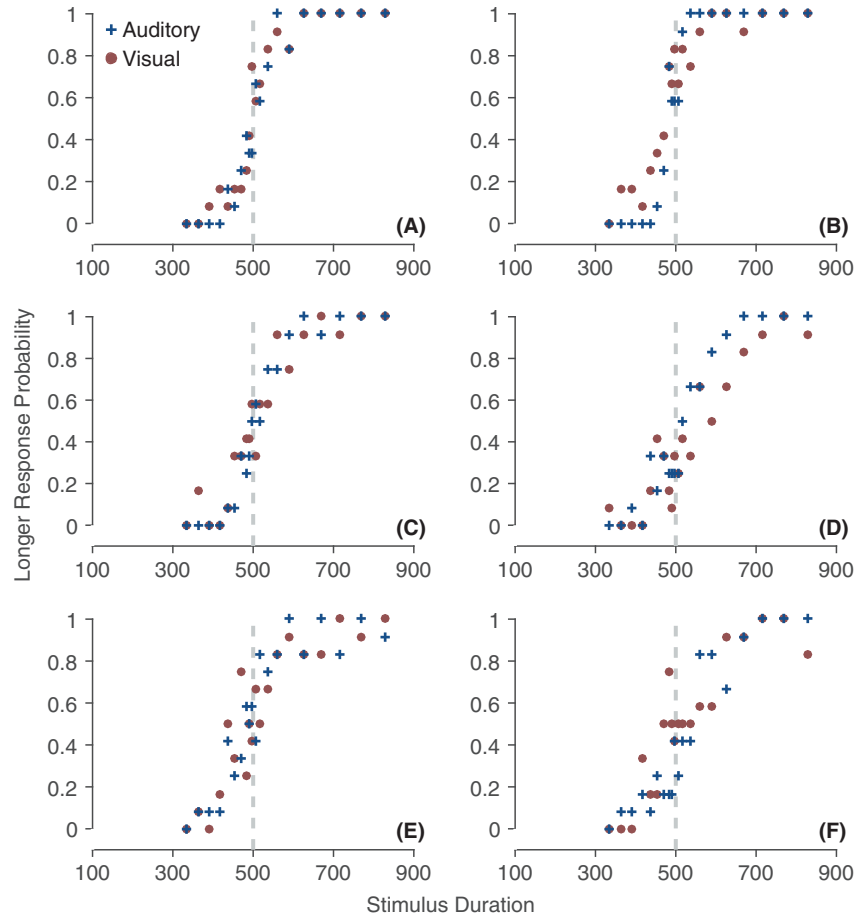 1 1
+ Auditory
0.8 Visual 0.8
0.6 0.6
0.4 0.4
0.2 0.2
0 (A) 0 (B)
100 300 500 700 900 100 300 500 700 900
1 1
0.8 0.8
0.6 0.6
0.4 0.4
0.2 0.2
0 (C) 0 (D)
100 300 500 700 900 100 300 500 700 900
Longer Response Probability
1 1
0.8 0.8
0.6 0.6
0.4 0.4
0.2 0.2
0 (E) 0 (F)
100 300 500 700 900 100 300 500 700 900
Stimulus Duration